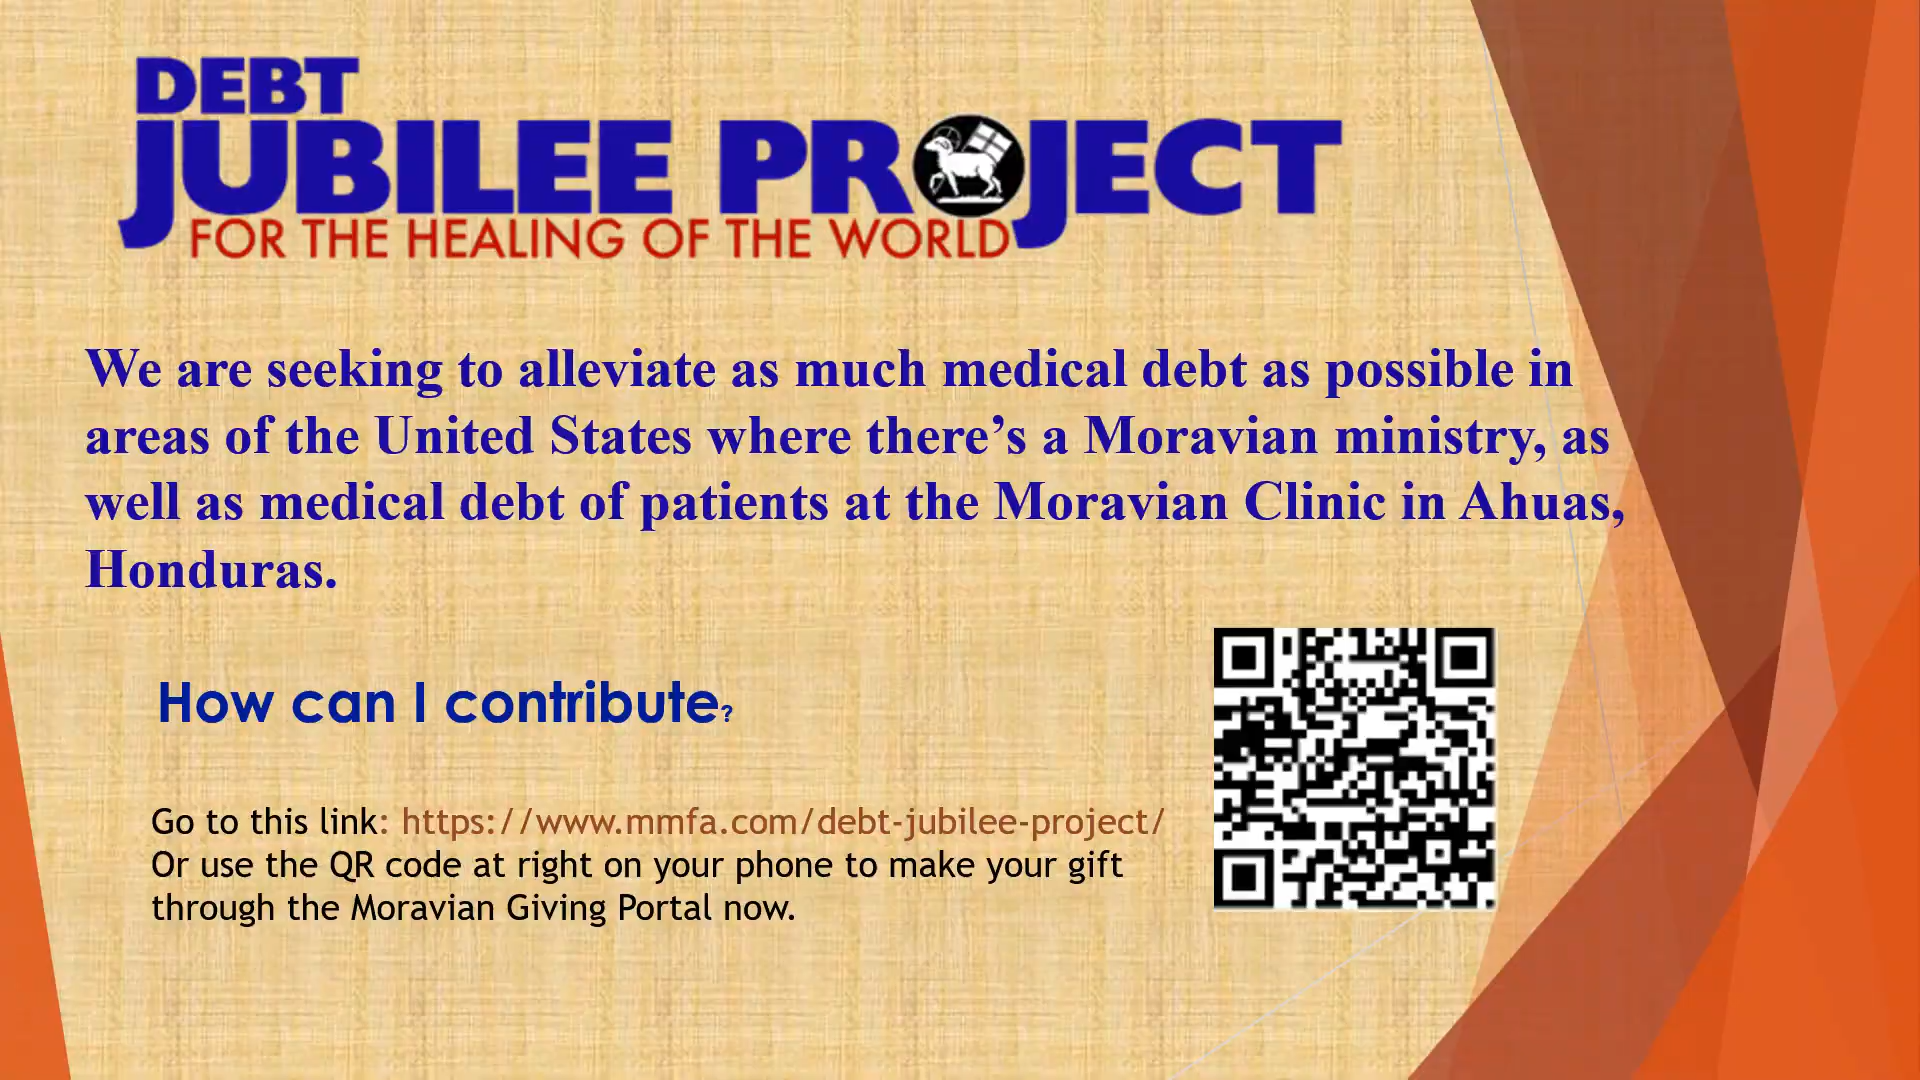 DEBT
JUBILEE PROJECT
FOR THE HEALING OF THE WORLD
We are seeking to alleviate as much medical debt as possible in
areas of the United States where there’s a Moravian ministry, as
well as medical debt of patients at the Moravian Clinic in Ahuas,
Honduras.
How can I contribute?
Go to this link: https://www.mmfa.com/debt-jubilee-project/
Or use the QR code at right on your phone to make your gift
through the Moravian Giving Portal now.